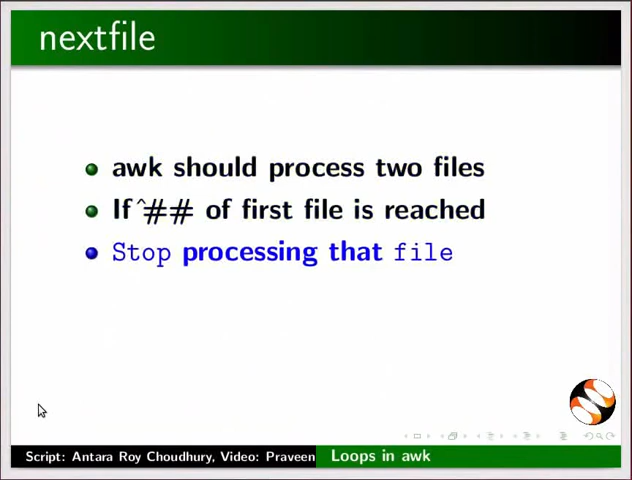 nextfile
awk should process two files
If ^## of first file is reached
Stop processing that file
Script: Antara Roy Choudhury, Video: Praveen
Loops in awk